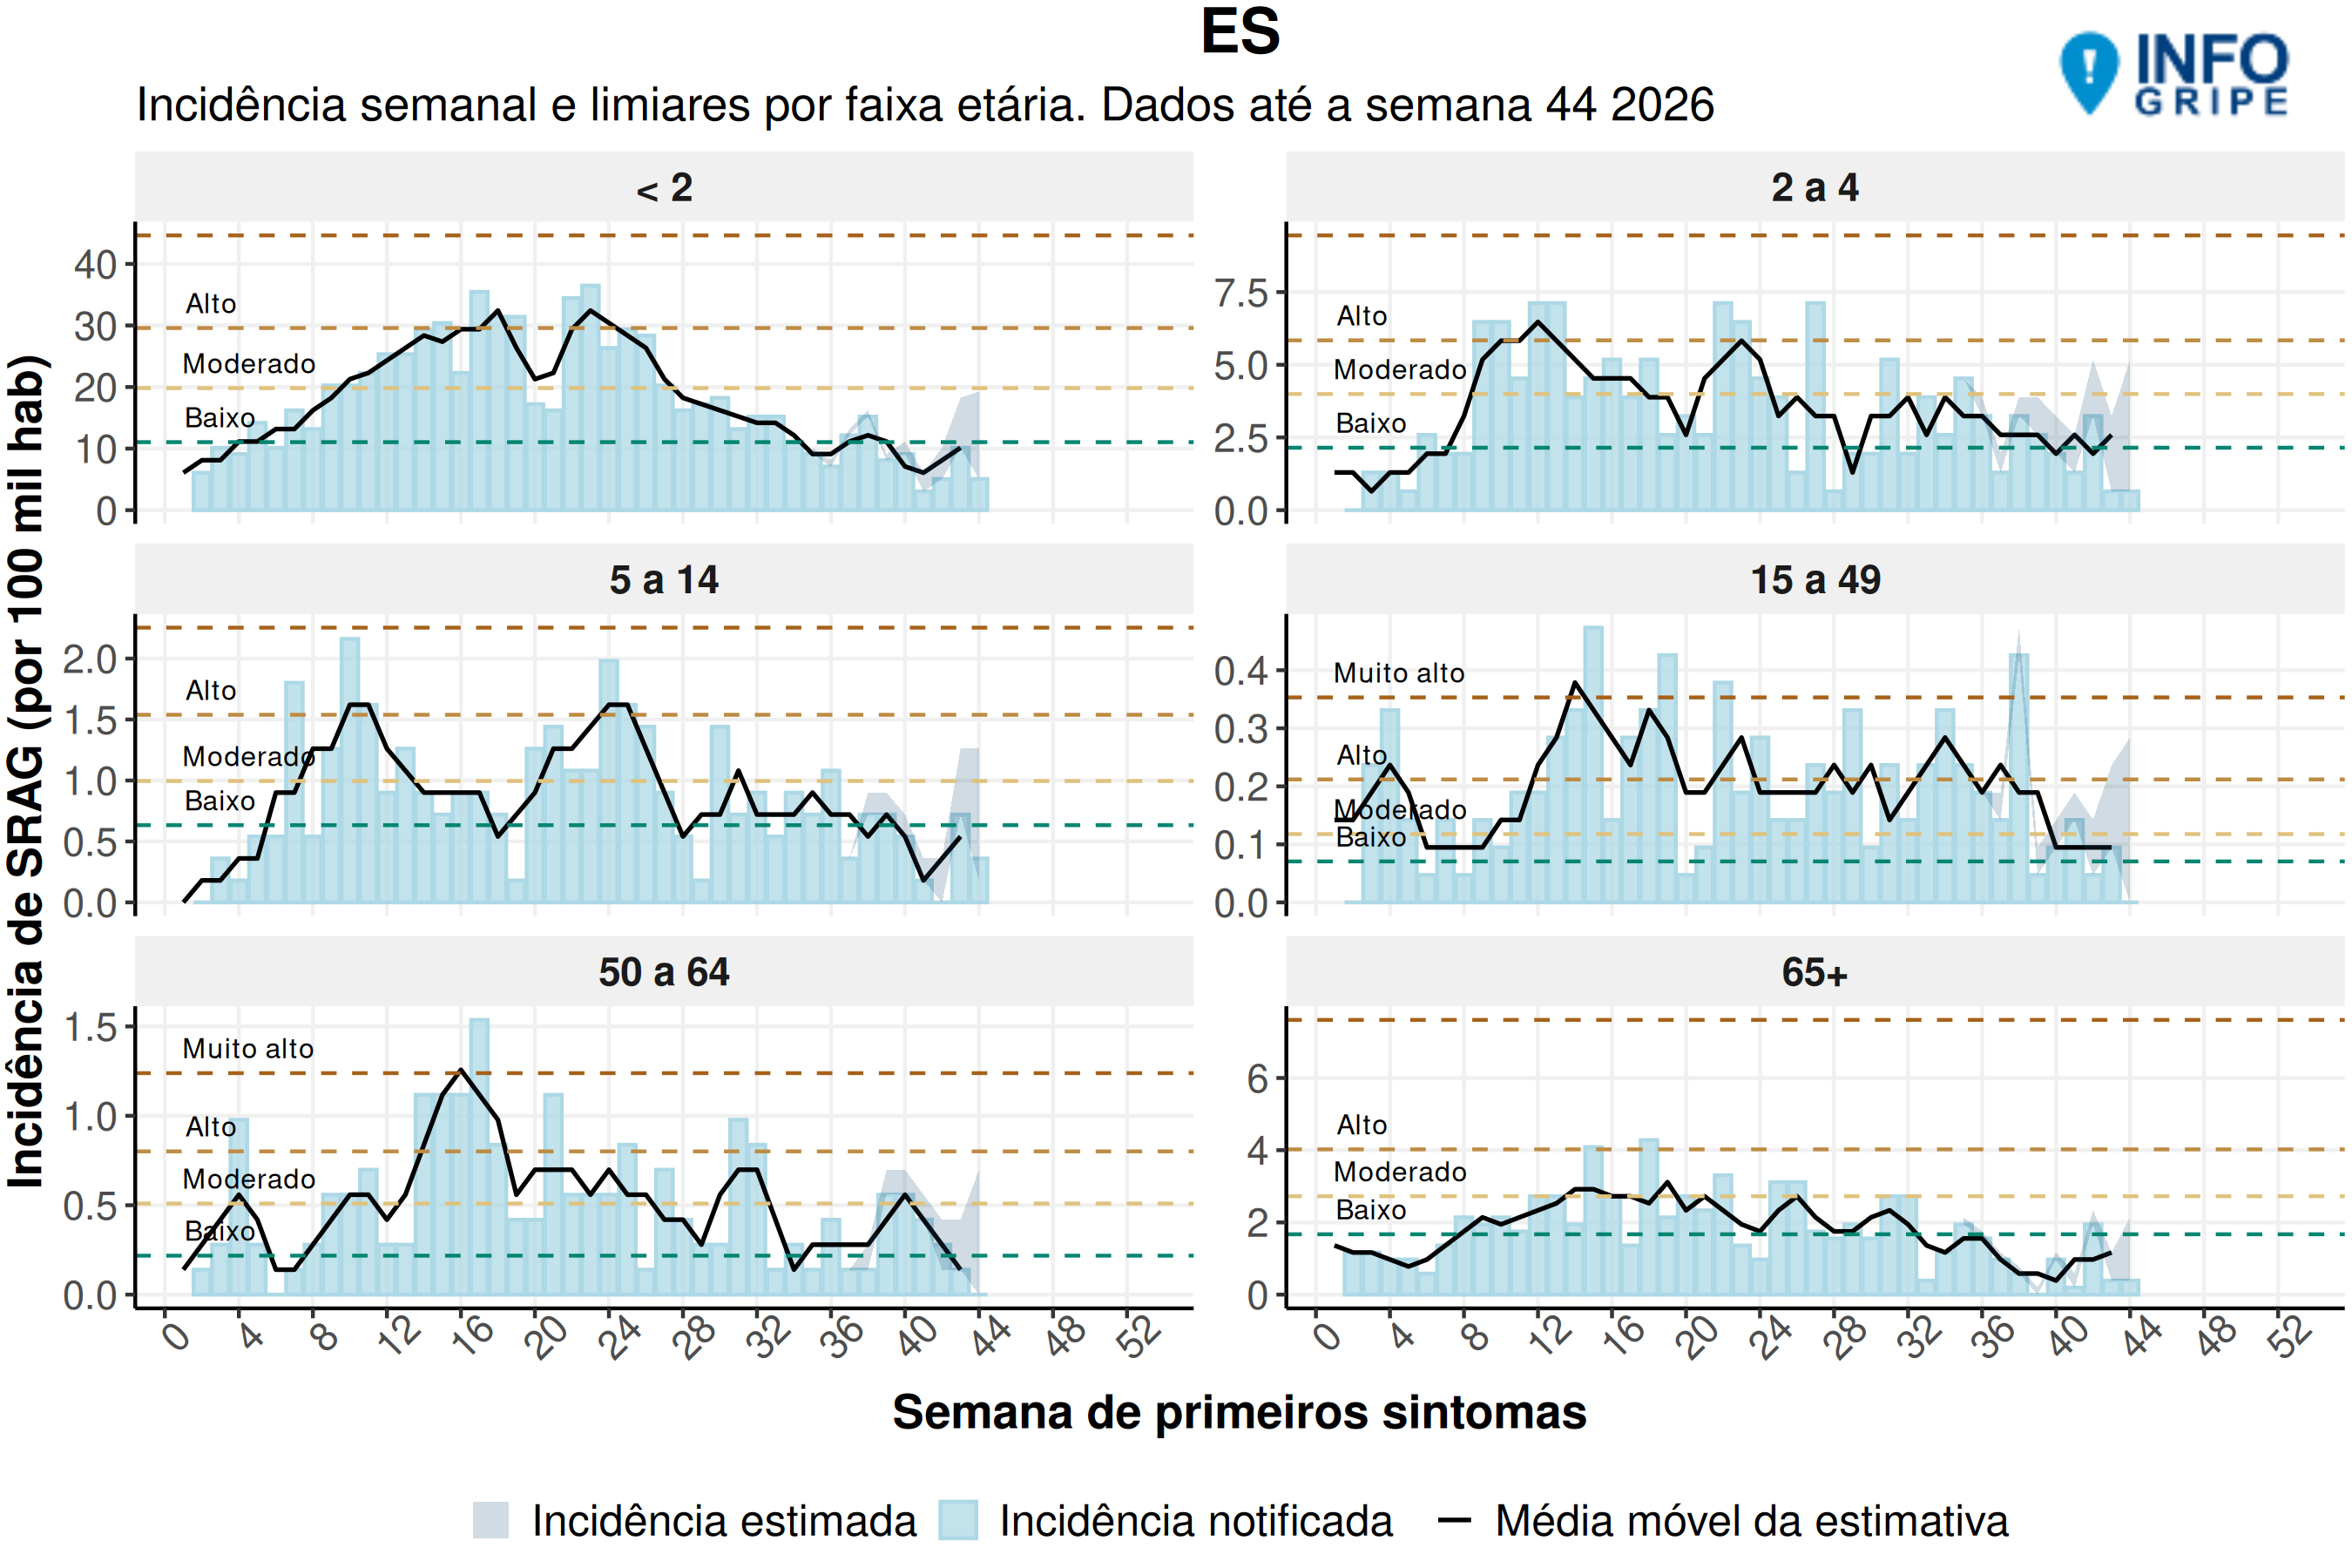 ES
Incidência semanal e limiares por faixa etária. Dados até a semana 44 2026
INFO
GRIPE
Incidência de SRAG (por 100 mil hab)
< 2
40
30
20
10
0
Alto
Moderado
Baixo
2 a 4
7.5
5.0
2.5
0.0
Alto
Moderado
Baixo
5 a 14
2.0
1.5
1.0
0.5
0.0
Alto
Moderado
Baixo
15 a 49
0.4
0.3
0.2
0.1
0.0
Muito alto
Alto
Moderado
Baixo
50 a 64
1.5
1.0
0.5
0.0
Muito alto
Alto
Moderado
Baixo
65+
6
4
2
0
Alto
Moderado
Baixo
0 4 8 12 16 20 24 28 32 36 40 44 48 52
0 4 8 12 16 20 24 28 32 36 40 44 48 52
Semana de primeiros sintomas
Incidência estimada Incidência notificada Média móvel da estimativa